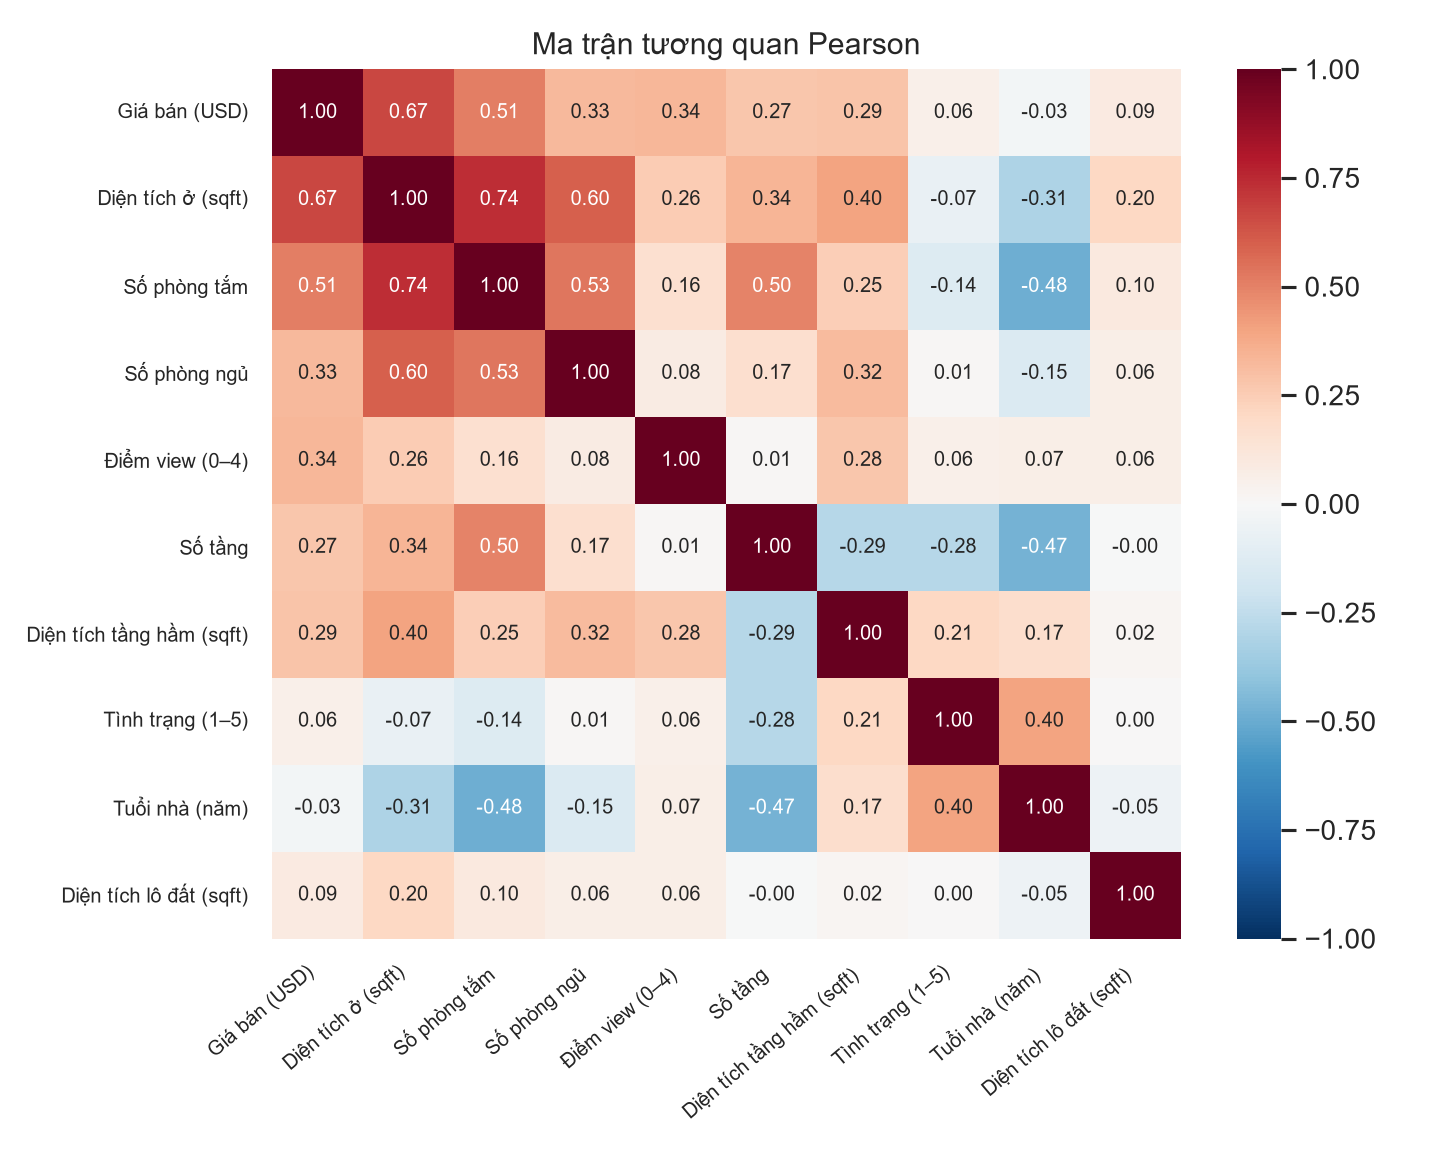 Ma trận tương quan Pearson
Giá bán (USD) 1.00 0.67 0.51 0.33 0.34 0.27 0.29 0.06 -0.03 0.09
Diện tích ở (sqft) 0.67 1.00 0.74 0.60 0.26 0.34 0.40 -0.07 -0.31 0.20
Số phòng tắm 0.51 0.74 1.00 0.53 0.16 0.50 0.25 -0.14 -0.48 0.10
Số phòng ngủ 0.33 0.60 0.53 1.00 0.08 0.17 0.32 0.01 -0.15 0.06
Điểm view (0–4) 0.34 0.26 0.16 0.08 1.00 0.01 0.28 0.06 0.07 0.06
Số tầng 0.27 0.34 0.50 0.17 0.01 1.00 -0.29 -0.28 -0.47 -0.00
Diện tích tầng hầm (sqft) 0.29 0.40 0.25 0.32 0.28 -0.29 1.00 0.21 0.17 0.02
Tình trạng (1–5) 0.06 -0.07 -0.14 0.01 0.06 -0.28 0.21 1.00 0.40 0.00
Tuổi nhà (năm) -0.03 -0.31 -0.48 -0.15 0.07 -0.47 0.17 0.40 1.00 -0.05
Diện tích lô đất (sqft) 0.09 0.20 0.10 0.06 0.06 -0.00 0.02 0.00 -0.05 1.00
Giá bán (USD)
Diện tích ở (sqft)
Số phòng tắm
Số phòng ngủ
Điểm view (0–4)
Số tầng
Diện tích tầng hầm (sqft)
Tình trạng (1–5)
Tuổi nhà (năm)
Diện tích lô đất (sqft)
1.00
0.75
0.50
0.25
0.00
−0.25
−0.50
−0.75
−1.00